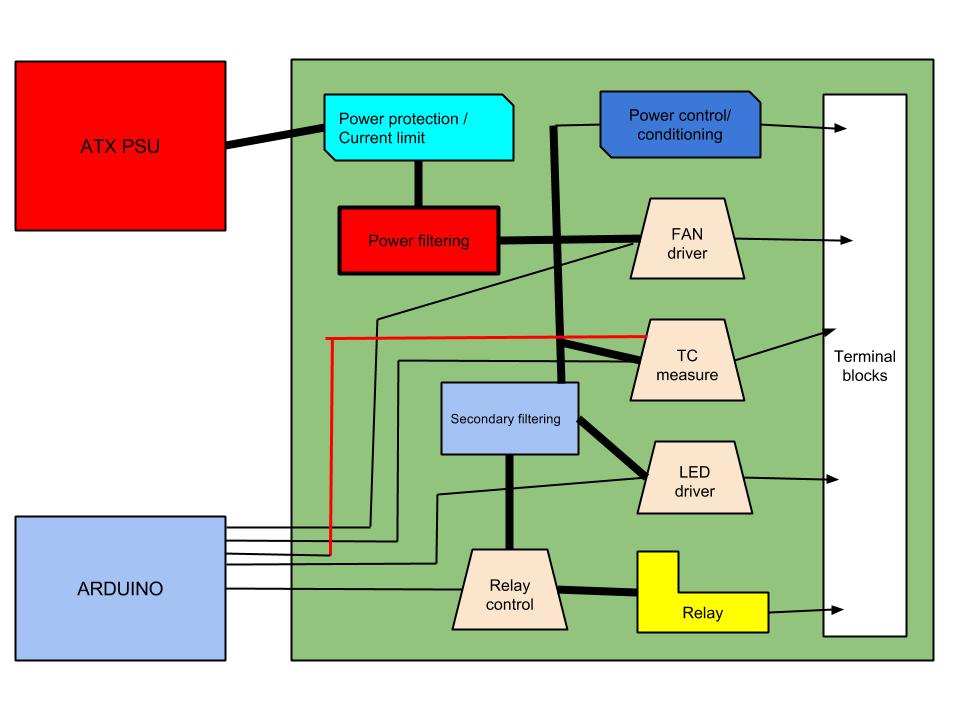 ATX PSU
Power protection /
Current limit
Power control/
conditioning
Power filtering
FAN
driver
TC
measure
Terminal
blocks
Secondary filtering
LED
driver
ARDUINO
Relay
control
Relay